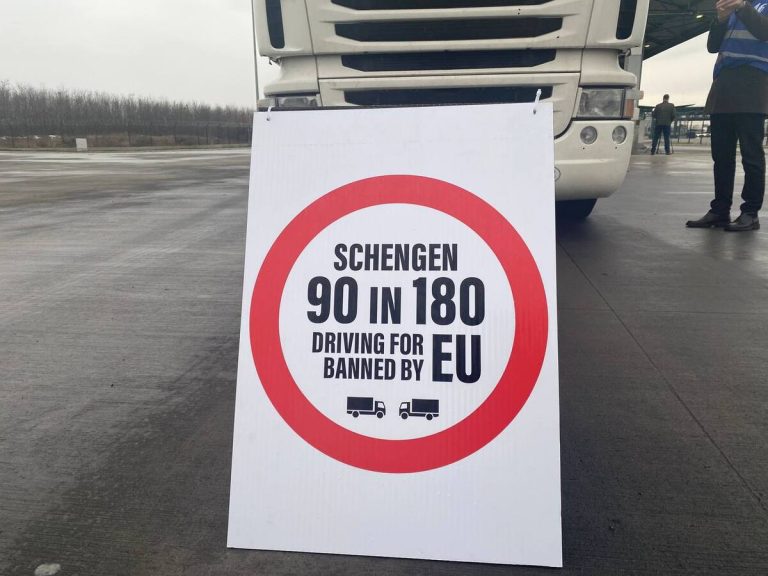 SCHENGEN
90 IN 180
DRIVING FOR EU
BANNED BY